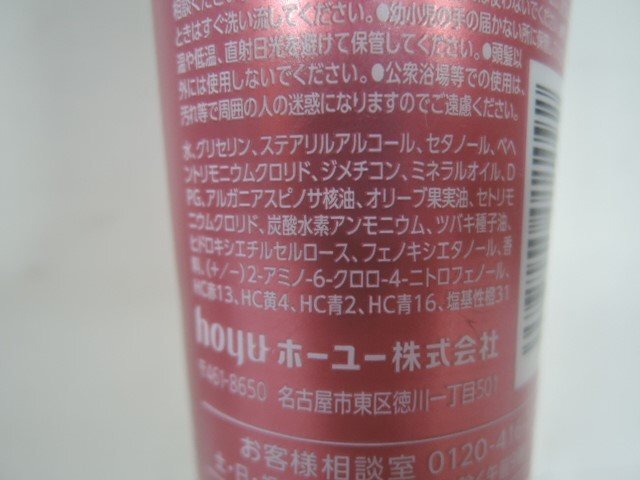 ときはすぐ洗い流してください。●幼小児の手の届かない所に
温や低温、直射日光を避けて保管してください。●頭髪以
外には使用しないでください。●公衆浴場等での使用は、
汚れ等で周囲の人の迷惑になりますのでご遠慮ください。
水、グリセリン、ステアリルアルコール、セタノール、ベヘ
ントリモニウムクロリド、ジメチコン、ミネラルオイル、D
PG、アルガニアスピノサ核油、オリーブ果実油、セトリモ
ニウムクロリド、炭酸水素アンモニウム、ツバキ種子油、
ヒドロキシエチルセルロース、フェノキシエタノール、香
料、(+/-)2-アミノ-6-クロロ-4-ニトロフェノール、
HC赤13、HC黄4、HC青2、HC青16、塩基性橙31
hoyu ホーユー株式会社
〒461-8650 名古屋市東区徳川一丁目501
お客様相談室 0120-416
土・日・